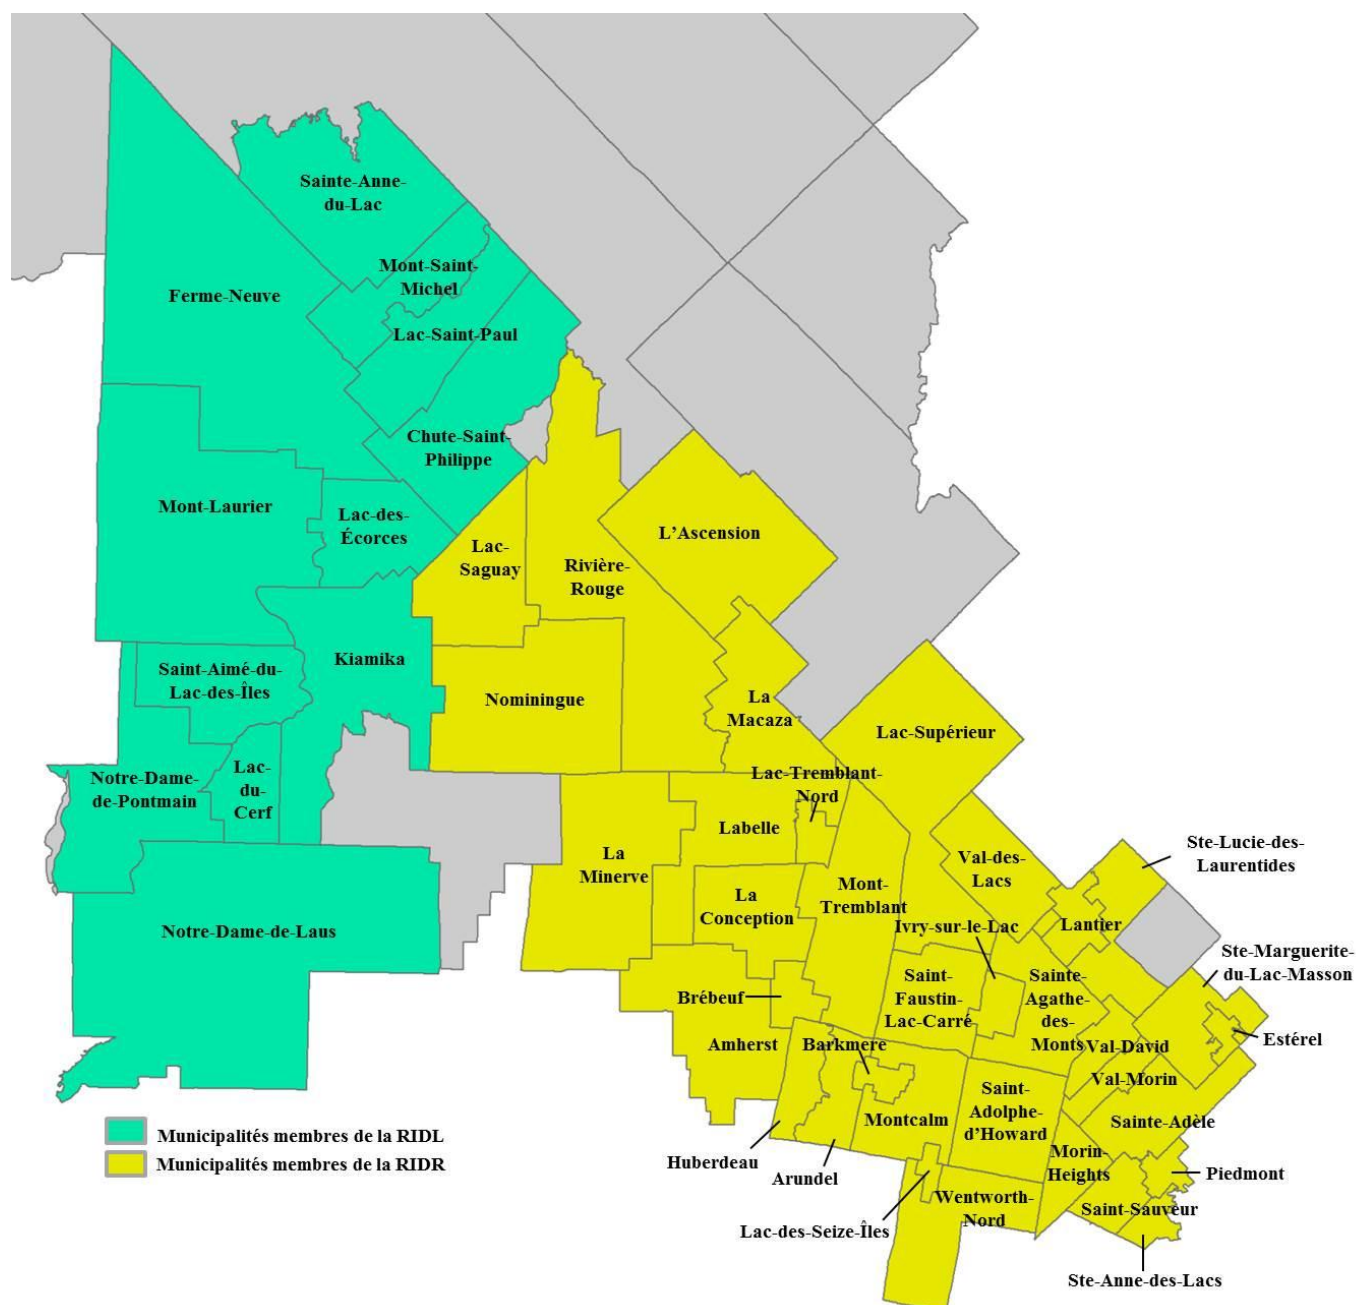 Sainte-Anne-
du-Lac
Mont-Saint-
Michel
Ferme-Neuve
Lac-Saint-Paul
Chute-Saint-
Philippe
Mont-Laurier
Lac-des-
Écorces
Lac-
Saguay
Rivière-
Rouge
L’Ascension
Kiamika
Saint-Aimé-du-
Lac-des-Îles
Nominingue
La
Macaza
Lac-Supérieur
Notre-Dame-
de-Pontmain
Lac-
du-
Cerf
Lac-Tremblant-
Nord
Labelle
La
Minerve
Val-des-
Lacs
Ste-Lucie-des-
Laurentides
Mont-
Tremblant
La
Conception
Ivry-sur-le-Lac
Lantier
Notre-Dame-de-Laus
Ste-Marguerite-
du-Lac-Masson
Saint-
Faustin-
Lac-Carré
Sainte-
Agathe-
des-
Monts
Brébeuf
Amherst
Barkmere
Val-David
Estérel
Val-Morin
Saint-
Adolphe-
d’Howard
Montcalm
Sainte-Adèle
Municipalités membres de la RIDL
Municipalités membres de la RIDR
Huberdeau
Arundel
Morin-
Heights
Piedmont
Lac-des-Seize-Îles
Wentworth-
Nord
Saint-Sauveur
Ste-Anne-des-Lacs